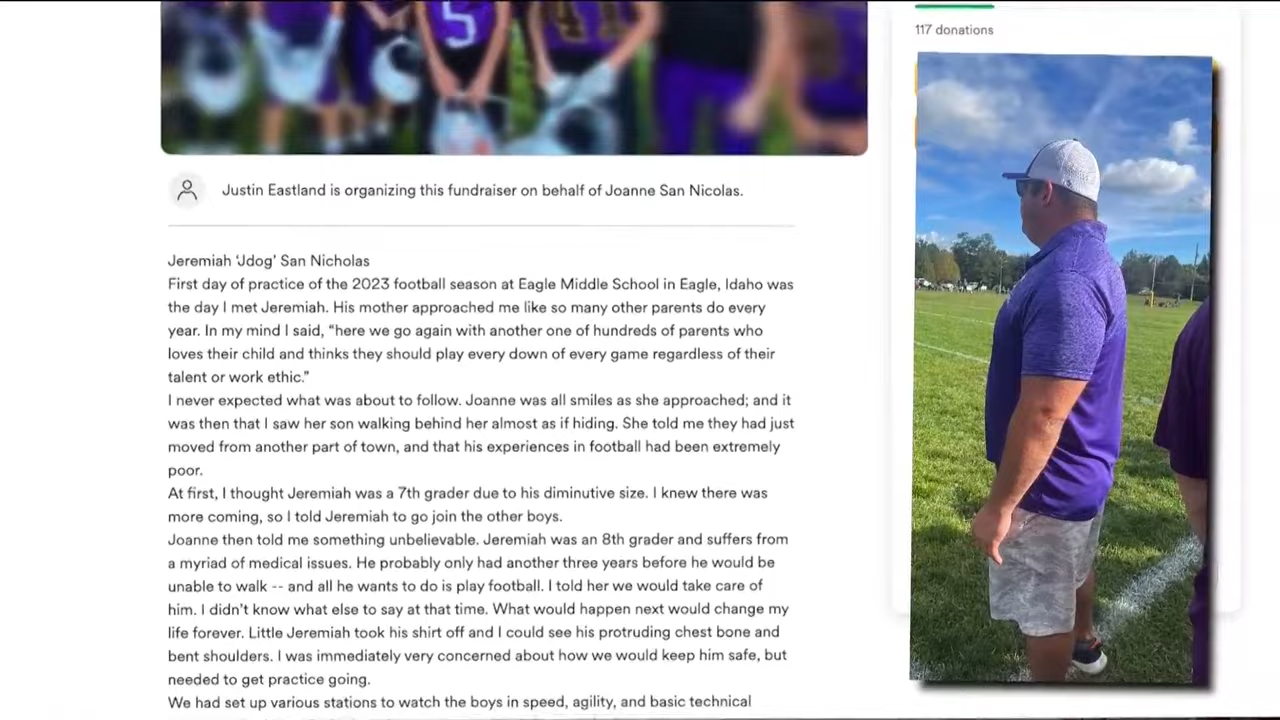 5
117 donations
Justin Eastland is organizing this fundraiser on behalf of Joanne San Nicolas.
Jeremiah ‘Jdog’ San Nicholas
First day of practice of the 2023 football season at Eagle Middle School in Eagle, Idaho was
the day I met Jeremiah. His mother approached me like so many other parents do every
year. In my mind I said, “here we go again with another one of hundreds of parents who
loves their child and thinks they should play every down of every game regardless of their
talent or work ethic.”
I never expected what was about to follow. Joanne was all smiles as she approached; and it
was then that I saw her son walking behind her almost as if hiding. She told me they had just
moved from another part of town, and that his experiences in football had been extremely
poor.
At first, I thought Jeremiah was a 7th grader due to his diminutive size. I knew there was
more coming, so I told Jeremiah to go join the other boys.
Joanne then told me something unbelievable. Jeremiah was an 8th grader and suffers from
a myriad of medical issues. He probably only had another three years before he would be
unable to walk -- and all he wants to do is play football. I told her we would take care of
him. I didn’t know what else to say at that time. What would happen next would change my
life forever. Little Jeremiah took his shirt off and I could see his protruding chest bone and
bent shoulders. I was immediately very concerned about how we would keep him safe, but
needed to get practice going.
We had set up various stations to watch the boys in speed, agility, and basic technical